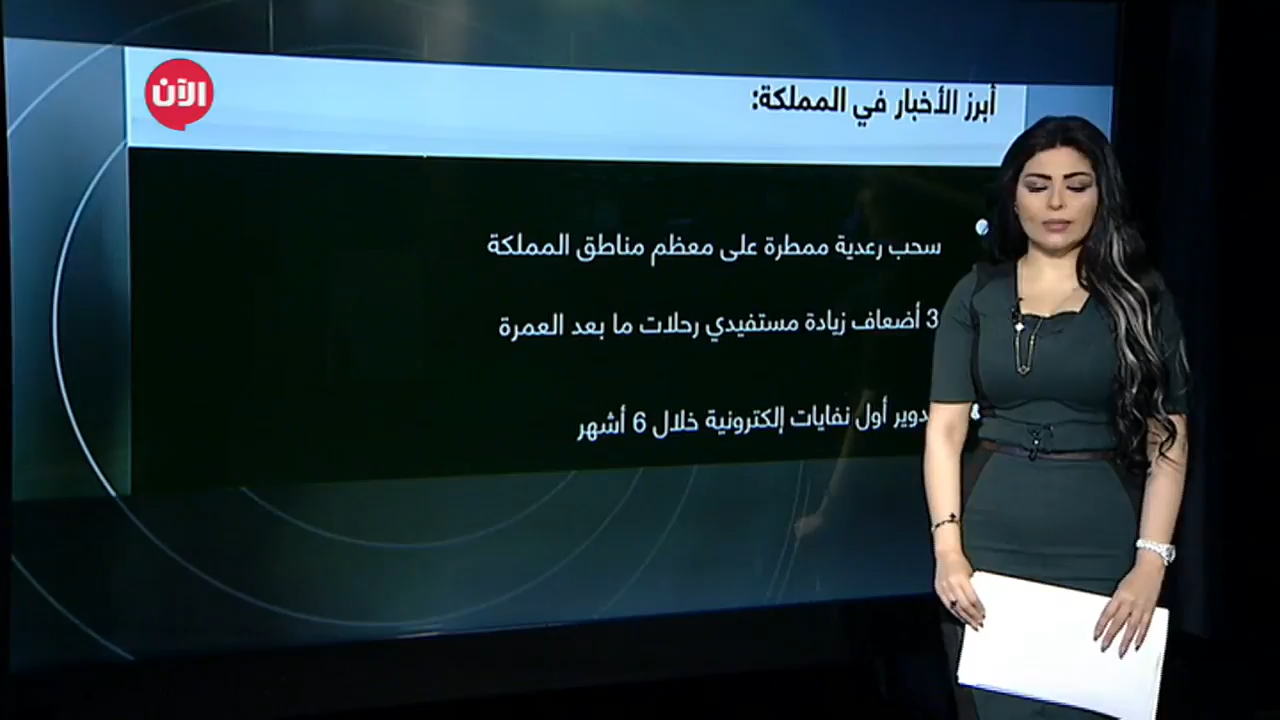 الآن
أبرز الأخبار في المملكة:
سحب رعدية ممطرة على معظم مناطق المملكة
3 أضعاف زيادة مستفيدي رحلات ما بعد العمرة
أول نفايات إلكترونية خلال 6 أشهر